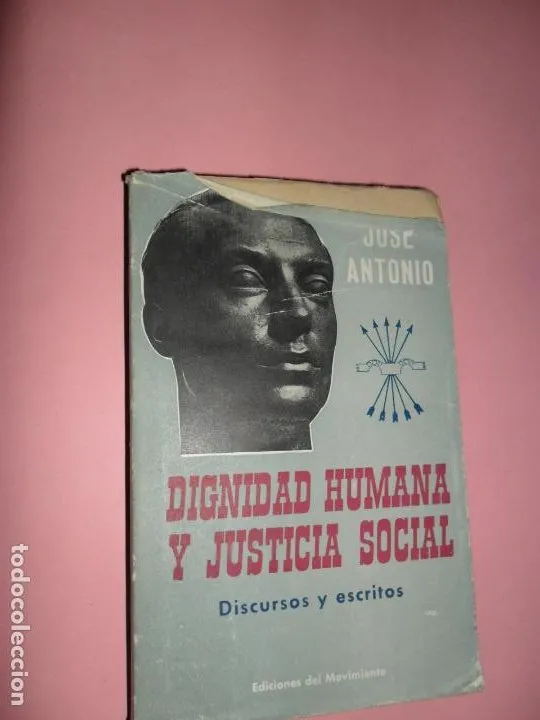 JOSE
ANTONIO
DIGNIDAD HUMANA
Y JUSTICIA SOCIAL
Discursos y escritos
Ediciones del Movimiento
todocoleccion